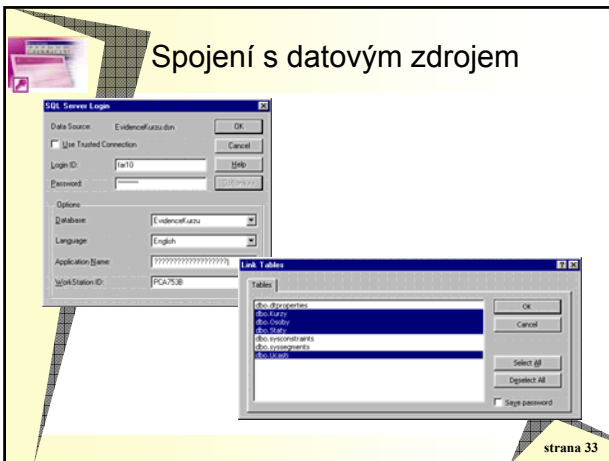 Spojení s datovým zdrojem
SQL Server Login
Data Source: EvidenceKurzu.dsn
OK
Use Trusted Connection
Cancel
Login ID:
Help
Password:
Options
Database: EvidenceKurzu
Language: English
Application Name: ????????????????????
WorkStation ID: PCA753B
Link Tables
Tables
dbo.dtproperties
dbo.Kurzy
dbo.Osoby
dbo.Staty
dbo.sysconstraints
dbo.syssegments
dbo.Ucasti
OK
Cancel
Select All
Deselect All
Save password
strana 33